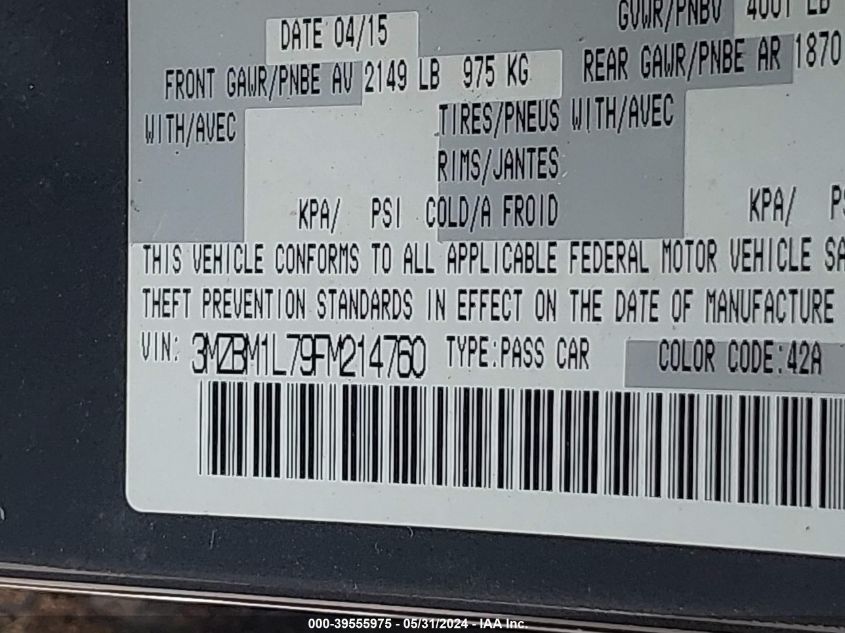 DATE 04/15
GVWR/PNBV 4001 LB
FRONT GAWR/PNBE AV 2149 LB 975 KG
REAR GAWR/PNBE AR 1870
WITH/AVEC
TIRES/PNEUS WITH/AVEC
RIMS/JANTES
KPA/ PSI COLD/A FROID
KPA/
THIS VEHICLE CONFORMS TO ALL APPLICABLE FEDERAL MOTOR VEHICLE SA
THEFT PREVENTION STANDARDS IN EFFECT ON THE DATE OF MANUFACTURE
VIN: 3MZBM1L79FM214760 TYPE:PASS CAR COLOR CODE:42A
000-39555975 - 05/31/2024 - IAA Inc.